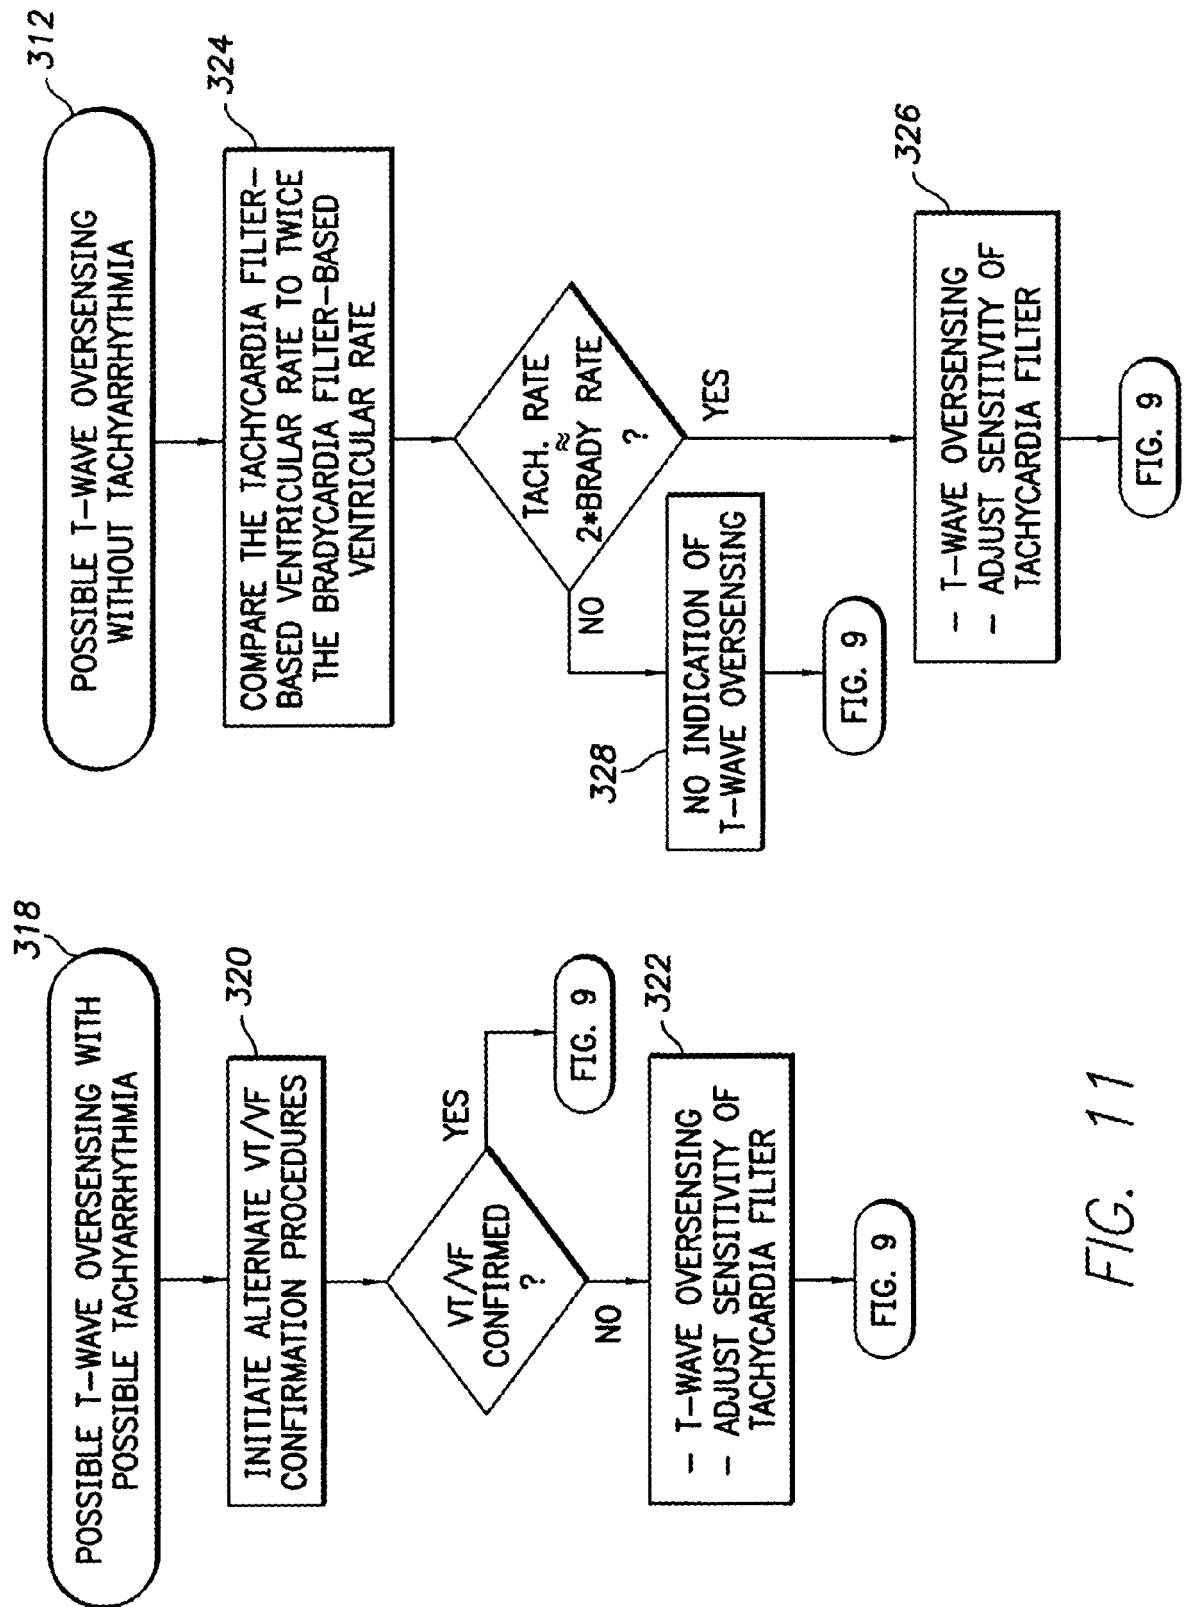 318
POSSIBLE T-WAVE OVERSENSING WITH
POSSIBLE TACHYARRHYTHMIA
320
INITIATE ALTERNATE VT/VF
CONFIRMATION PROCEDURES
VT/VF
CONFIRMED
?
YES
FIG. 9
NO
322
- T-WAVE OVERSENSING
- ADJUST SENSITIVITY OF
TACHYCARDIA FILTER
FIG. 9
312
POSSIBLE T-WAVE OVERSENSING
WITHOUT TACHYARRHYTHMIA
324
COMPARE THE TACHYCARDIA FILTER-
BASED VENTRICULAR RATE TO TWICE
THE BRADYCARDIA FILTER-BASED
VENTRICULAR RATE
TACH. RATE
≈
2*BRADY RATE
?
NO
YES
328
NO INDICATION OF
T-WAVE OVERSENSING
FIG. 9
326
- T-WAVE OVERSENSING
- ADJUST SENSITIVITY OF
TACHYCARDIA FILTER
FIG. 9
FIG. 11